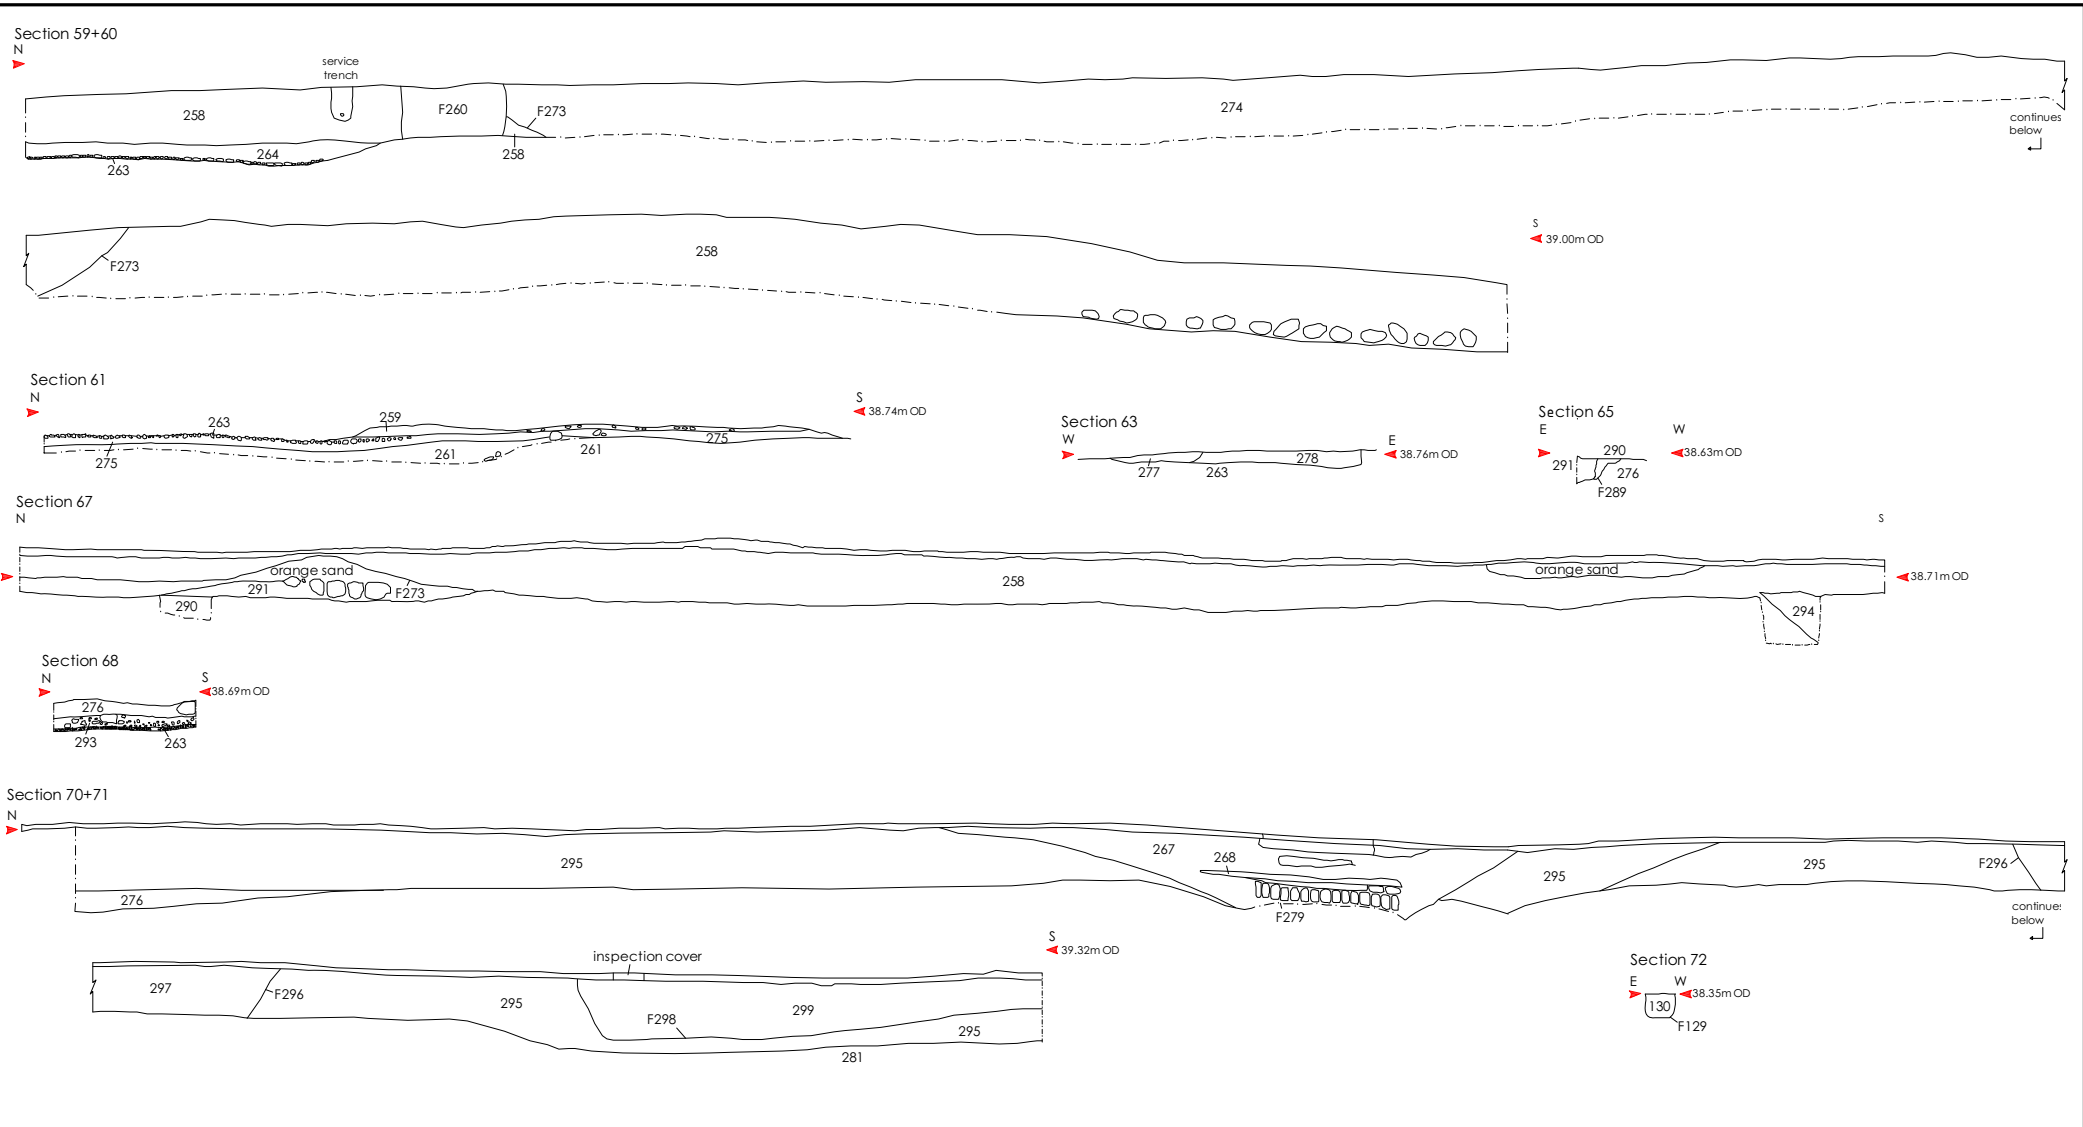 Section 59+60
N
service
trench
258
F260
F273
274
264
258
263
continues
below
S
39.00m OD
258
F273
Section 61
N
S
38.74m OD
263
259
275
261
261
275
Section 63
W
E
38.76m OD
277
263
278
Section 65
E
W
38.63m OD
290
291
276
F289
Section 67
N
S
orange sand
291
F273
290
258
orange sand
38.71m OD
294
Section 68
N
S
38.69m OD
276
293
263
Section 70+71
N
295
276
267
268
F279
295
295
F296
continues
below
S
39.32m OD
inspection cover
297
F296
295
F298
299
295
281
Section 72
E
W
38.35m OD
130
F129